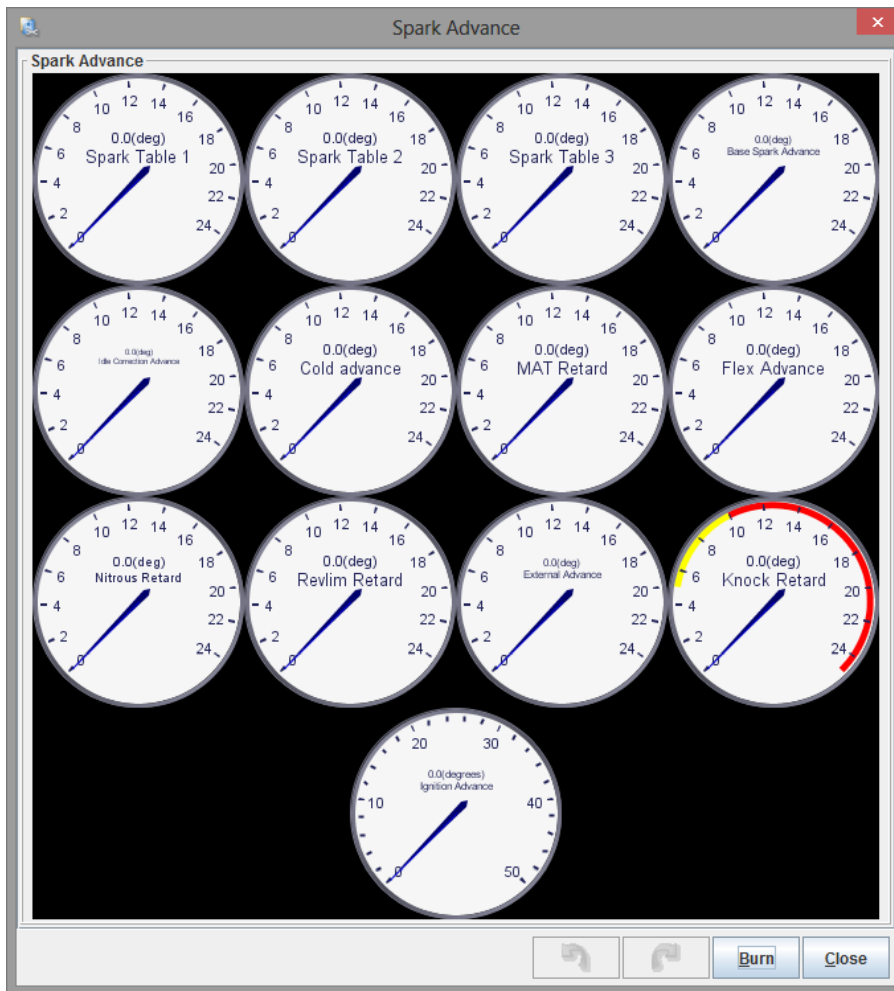 Spark Advance
Spark Advance
0 2 4 6 8 10 12 14 16 18 20 22 24
0.0(deg)
Spark Table 1
0 2 4 6 8 10 12 14 16 18 20 22 24
0.0(deg)
Spark Table 2
0 2 4 6 8 10 12 14 16 18 20 22 24
0.0(deg)
Spark Table 3
0 2 4 6 8 10 12 14 16 18 20 22 24
0.0(deg)
Base Spark Advance
0 2 4 6 8 10 12 14 16 18 20 22 24
0.0(deg)
Idle Correction Advance
0 2 4 6 8 10 12 14 16 18 20 22 24
0.0(deg)
Cold advance
0 2 4 6 8 10 12 14 16 18 20 22 24
0.0(deg)
MAT Retard
0 2 4 6 8 10 12 14 16 18 20 22 24
0.0(deg)
Flex Advance
0 2 4 6 8 10 12 14 16 18 20 22 24
0.0(deg)
Nitrous Retard
0 2 4 6 8 10 12 14 16 18 20 22 24
0.0(deg)
Revlim Retard
0 2 4 6 8 10 12 14 16 18 20 22 24
0.0(deg)
External Advance
0 2 4 6 8 10 12 14 16 18 20 22 24
0.0(deg)
Knock Retard
0 10 20 30 40 50
0.0(degrees)
Ignition Advance
Burn
Close